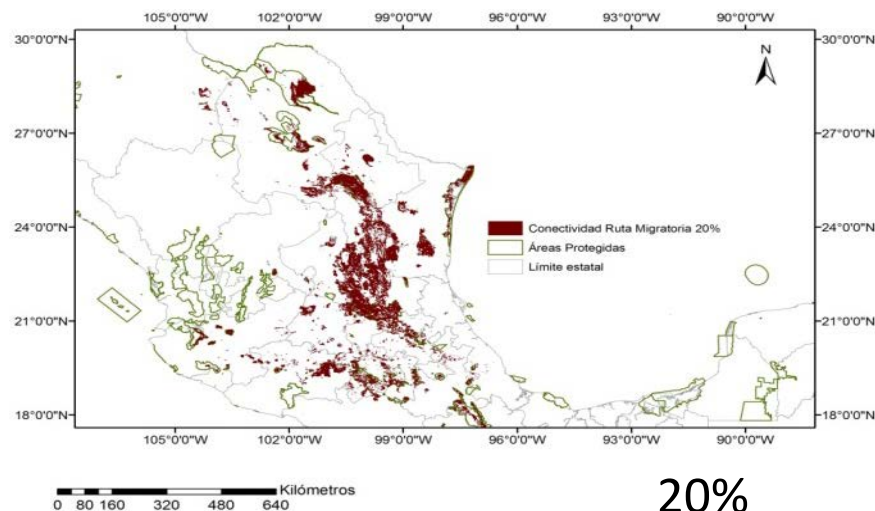 105°0'0"W 102°0'0"W 99°0'0"W 96°0'0"W 93°0'0"W 90°0'0"W
30°0'0"N 30°0'0"N
N
27°0'0"N 27°0'0"N
24°0'0"N 24°0'0"N
Conectividad Ruta Migratoria 20%
Áreas Protegidas
Límite estatal
21°0'0"N 21°0'0"N
18°0'0"N 18°0'0"N
105°0'0"W 102°0'0"W 99°0'0"W 96°0'0"W 93°0'0"W 90°0'0"W
Kilómetros
0 80 160 320 480 640
20%